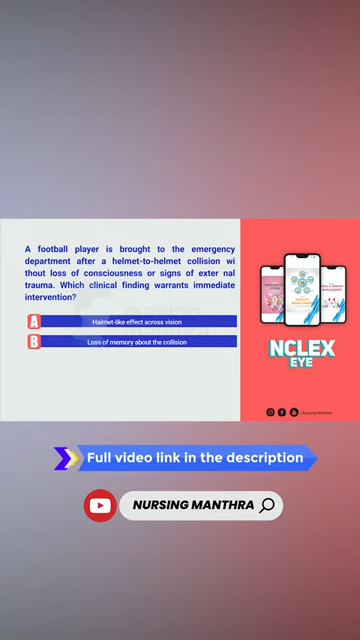 A football player is brought to the emergency
department after a helmet-to-helmet collision wi
thout loss of consciousness or signs of exter nal
trauma. Which clinical finding warrants immediate
intervention?
A Halmet-like effect across vision
B Loss of memory about the collision
NCLEX
EYE
Full video link in the description
NURSING MANTHRA